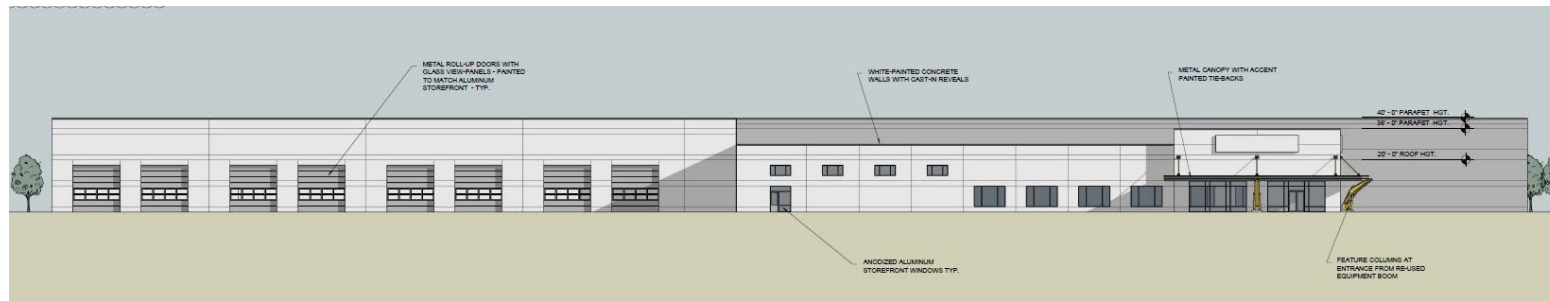 METAL ROLL-UP DOORS WITH
GLASS VIEW-PANELS - PAINTED
TO MATCH ALUMINUM
STOREFRONT - TYP.
WHITE-PAINTED CONCRETE
WALLS WITH CAST-IN REVEALS
METAL CANOPY WITH ACCENT
PAINTED TIE-BACKS
40' - 0" PARAPET HGT.
36' - 0" PARAPET HGT.
20' - 0" ROOF HGT.
ANODIZED ALUMINUM
STOREFRONT WINDOWS TYP.
FEATURE COLUMNS AT
ENTRANCE FROM RE-USED
EQUIPMENT BOOM